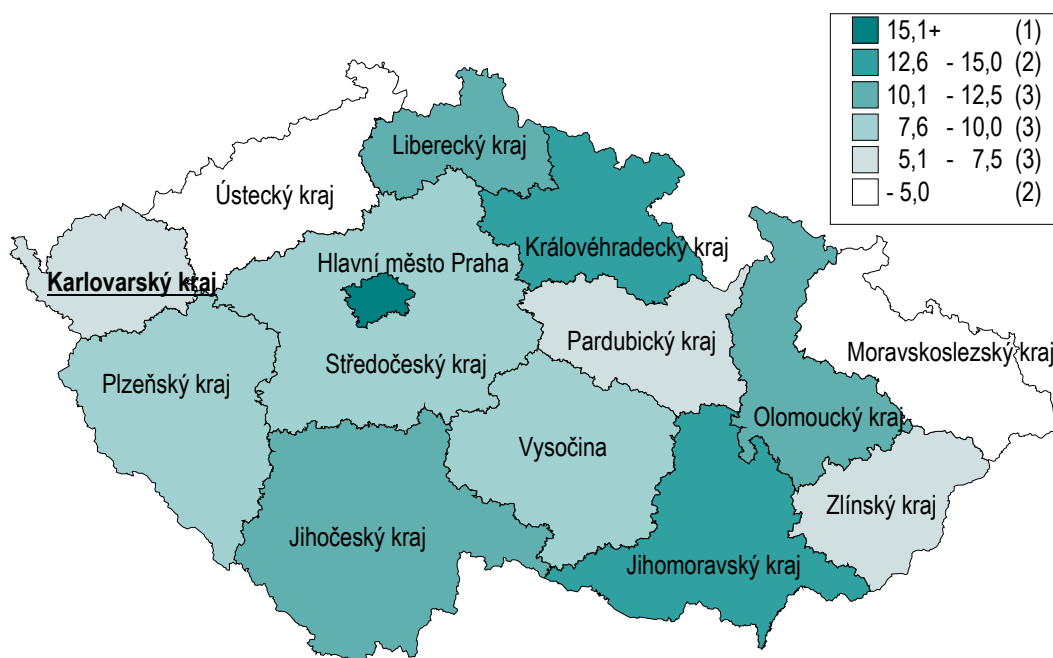 15,1+ (1)
12,6 - 15,0 (2)
10,1 - 12,5 (3)
7,6 - 10,0 (3)
5,1 - 7,5 (3)
- 5,0 (2)
Liberecký kraj
Ústecký kraj
Královéhradecký kraj
Hlavní město Praha
Karlovarský kraj
Pardubický kraj
Moravskoslezský kraj
Středočeský kraj
Plzeňský kraj
Olomoucký kraj
Vysočina
Zlínský kraj
Jihočeský kraj
Jihomoravský kraj